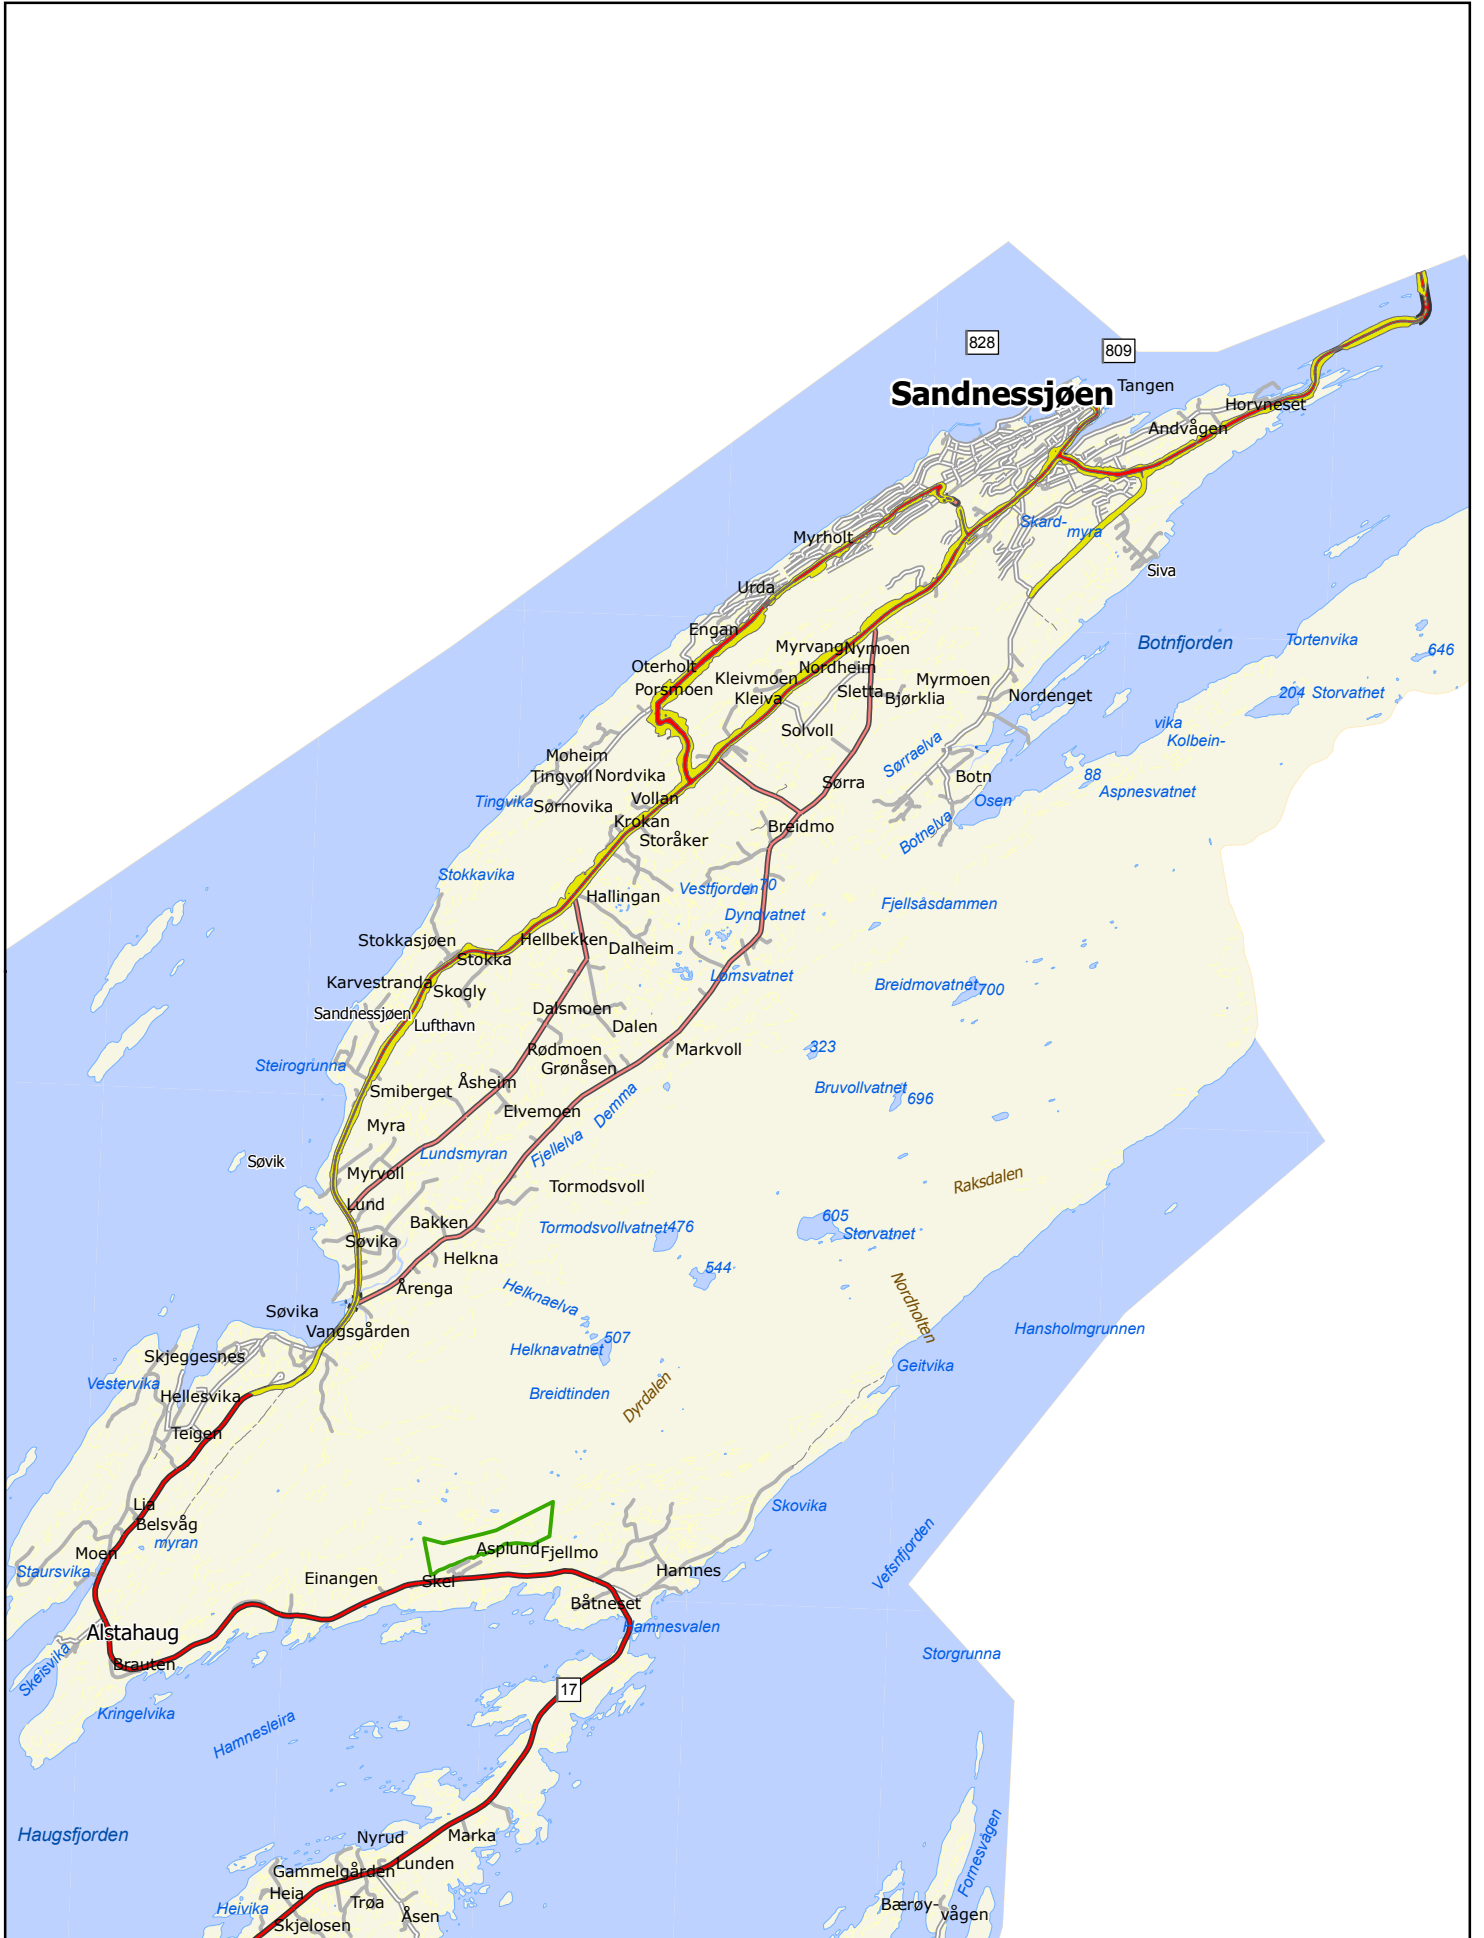 828
809
Sandnessjøen
Tangen
Horvneset
Andvågen
Skard-
myra
Myrholt
Siva
Urda
Engan
Botnfjorden
Tortenvika
646
Myrvang
Nymoen
Oterholt
Nordheim
Kleivmoen
Myrmoen
Porsmoen
Kleiva
Sletta
Bjørklia
Nordenget
204
Storvatnet
Solvoll
vika
Kolbein-
Sørraelva
Moheim
Tingvoll
Nordvika
Sørra
Botn
88
Aspnesvatnet
Tingvika
Sørnovika
Vollan
Osen
Krokan
Breidmo
Botnelva
Storåker
Stokkavika
Vestfjorden
70
Hallingan
Fjellsåsdammen
Dyndvatnet
Stokkasjøen
Hellbekken
Dalheim
Stokka
Lomsvatnet
Karvestranda
Skogly
Breidmovatnet
700
Sandnessjøen
Lufthavn
Dalsmoen
Dalen
Rødmoen
Markvoll
323
Steirogrunna
Grønåsen
Smiberget
Åsheim
Bruvollvatnet
696
Demma
Elvemoen
Myra
Fjellelva
Lundsmyran
Søvik
Myrvoll
Raksdalen
Tormodsvoll
Lund
605
Bakken
Tormodsvollvatnet
476
Storvatnet
Søvika
Helkna
544
Årenga
Helknaelva
Nordholten
Søvika
Vangsgården
Hansholmgrunnen
507
Helknavatnet
Skjeggesnes
Geitvika
Vestervika
Hellesvika
Breidtinden
Dyrdalen
Teigen
Lia
Skovika
Belsvåg
myran
Asplund
Fjellmo
Moen
Vefsnfjorden
Staursvika
Einangen
Skei
Hamnes
Båtneset
Alstahaug
Hamnesvalen
Skeisvika
Brauten
Storgrunna
17
Kringelvika
Hamnesleira
Haugsfjorden
Nyrud
Marka
Fornesvågen
Gammelgården
Lunden
Heia
Trøa
Heivika
Åsen
Bærøy-
vågen
Skjelosen